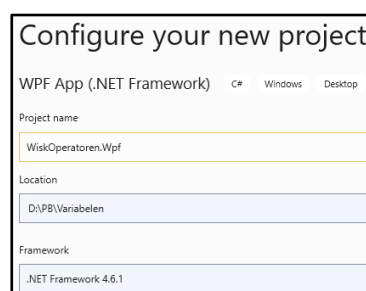 Configure your new project
WPF App (.NET Framework) C# Windows Desktop
Project name
WiskOperatoren.Wpf
Location
D:\PB\Variabelen
Framework
.NET Framework 4.6.1